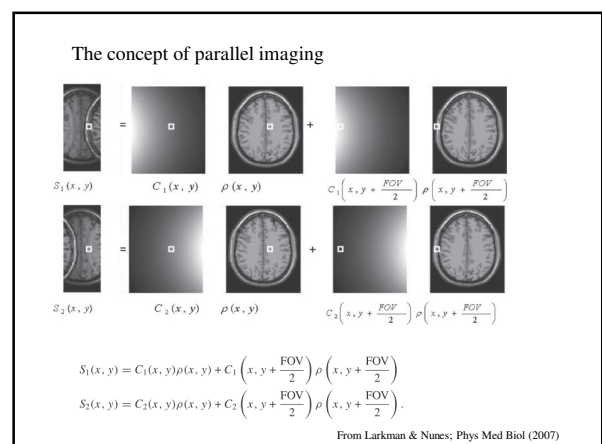 The concept of parallel imaging
= +
S₁(x, y) C₁(x, y) ρ(x, y) C₁(x, y + FOV/2) ρ(x, y + FOV/2)
= +
S₂(x, y) C₂(x, y) ρ(x, y) C₂(x, y + FOV/2) ρ(x, y + FOV/2)
S₁(x, y) = C₁(x, y)ρ(x, y) + C₁(x, y + FOV/2) ρ(x, y + FOV/2)
S₂(x, y) = C₂(x, y)ρ(x, y) + C₂(x, y + FOV/2) ρ(x, y + FOV/2).
From Larkman & Nunes; Phys Med Biol (2007)